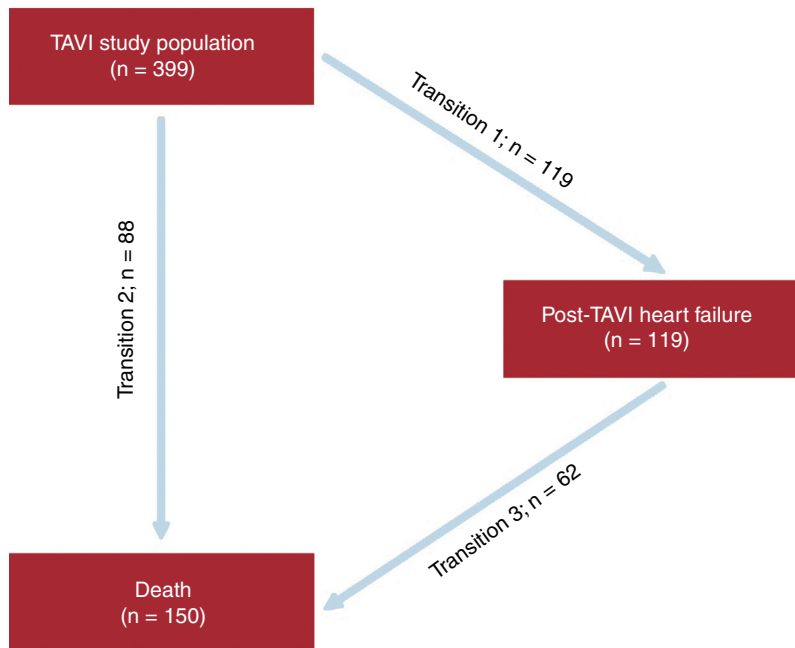 TAVI study population
(n = 399)
Transition 1; n = 119
Transition 2; n = 88
Post-TAVI heart failure
(n = 119)
Transition 3; n = 62
Death
(n = 150)